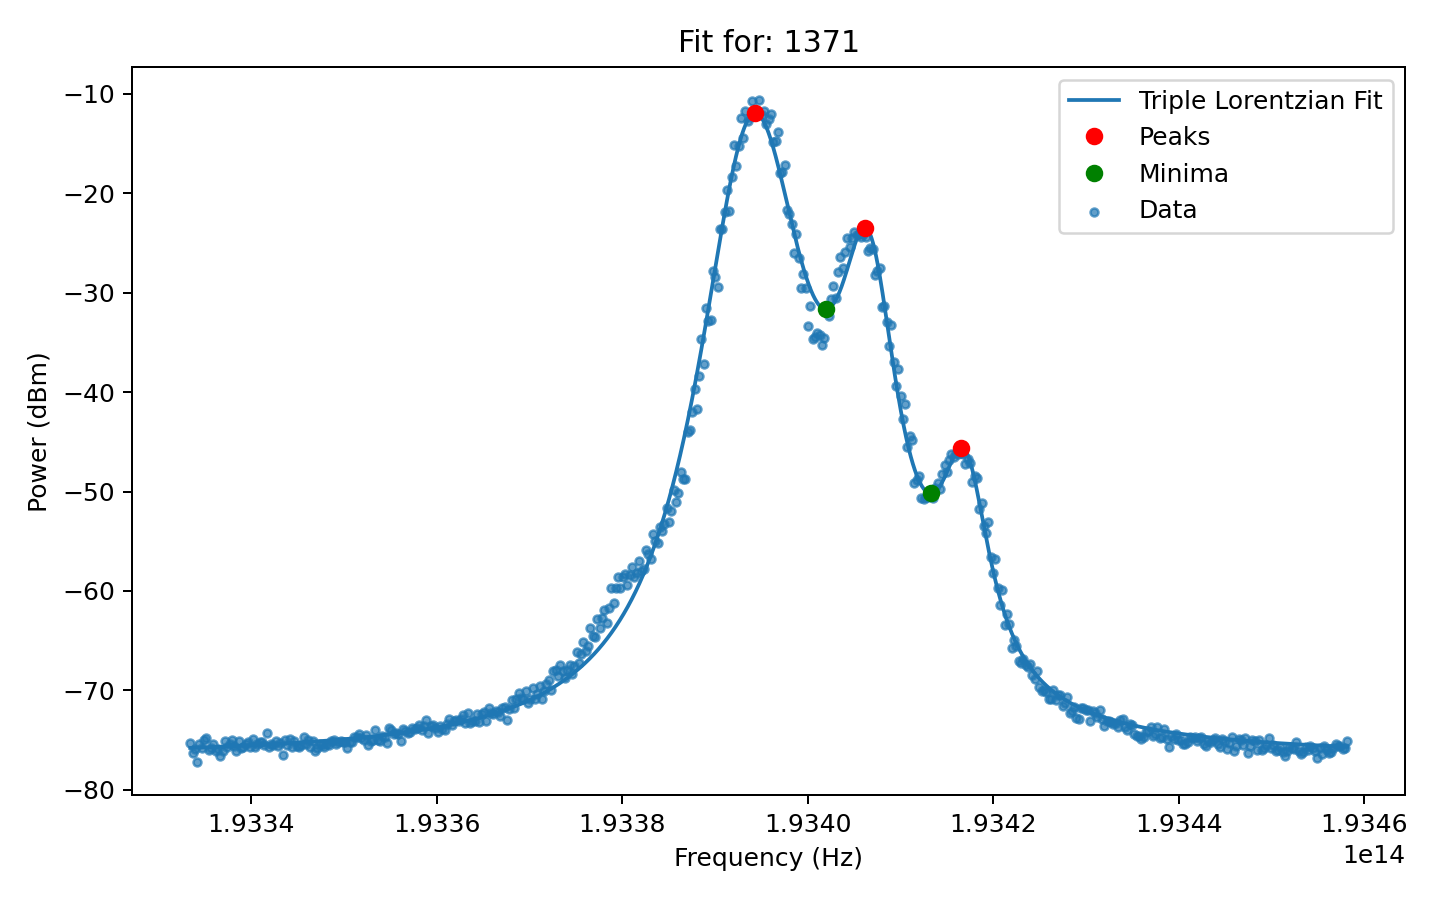 Fit for: 1371
Triple Lorentzian Fit
Peaks
Minima
Data
Power (dBm)
−10
−20
−30
−40
−50
−60
−70
−80
1.9334 1.9336 1.9338 1.9340 1.9342 1.9344 1.9346
1e14
Frequency (Hz)